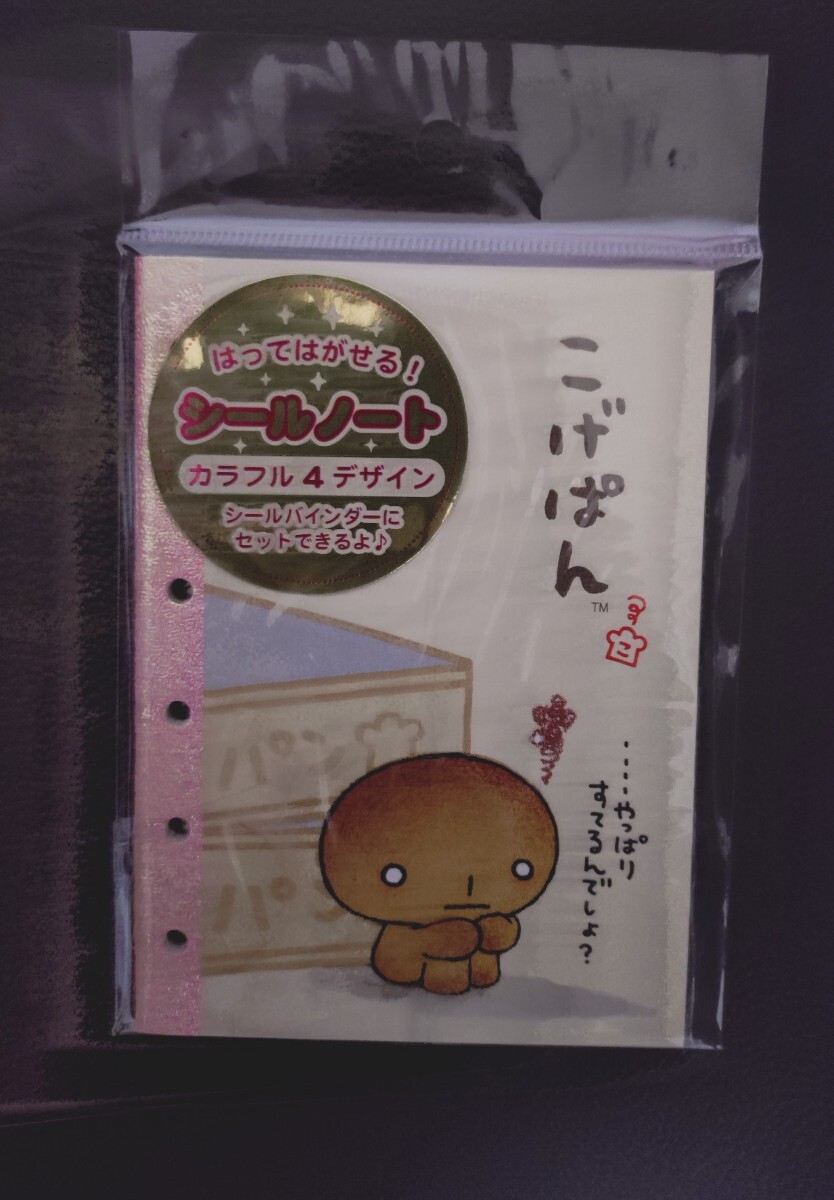 はってはがせる!
シールノート
カラフル4デザイン
シールバインダーに
セットできるよ♪
こげぱん
TM
こ
‥‥‥やっぱり
すてるんでしょ?
パン
パン